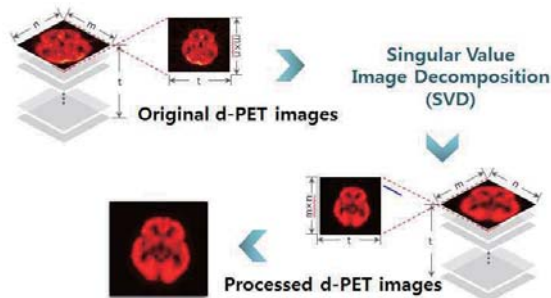 n
m
m×n
t
t
Original d-PET images
Singular Value
Image Decomposition
(SVD)
m×n
t
m
n
t
Processed d-PET images